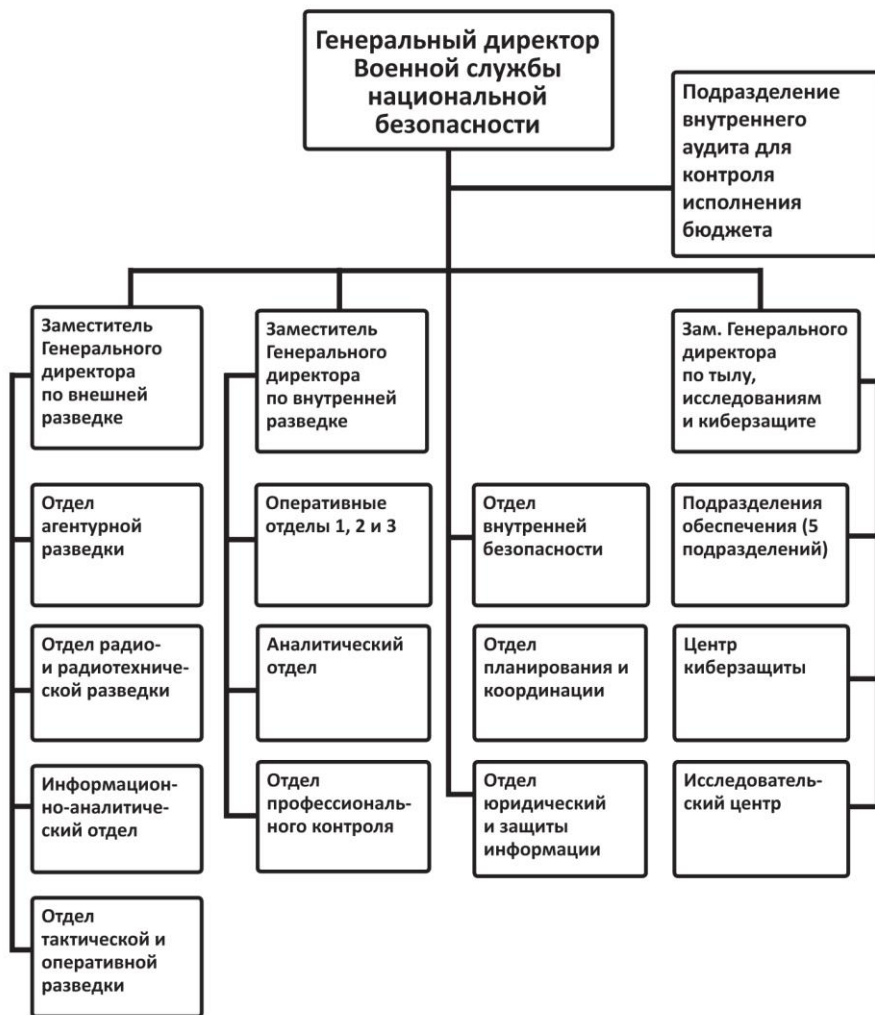 Генеральный директор
Военной службы
национальной
безопасности
Подразделение
внутреннего
аудита для
контроля
исполнения
бюджета
Заместитель
Генерального
директора
по внешней
разведке
Заместитель
Генерального
директора
по внутренней
разведке
Зам. Генерального
директора
по тылу,
исследованиям
и киберзащите
Отдел
агентурной
разведки
Оперативные
отделы 1, 2 и 3
Отдел
внутренней
безопасности
Подразделения
обеспечения (5
подразделений)
Отдел радио-
и радиотехниче-
ской разведки
Аналитический
отдел
Отдел
планирования и
координации
Центр
киберзащиты
Информацион-
но-аналитиче-
ский отдел
Отдел
профессиональ-
ного контроля
Отдел
юридический
и защиты
информации
Исследователь-
ский центр
Отдел
тактической и
оперативной
разведки